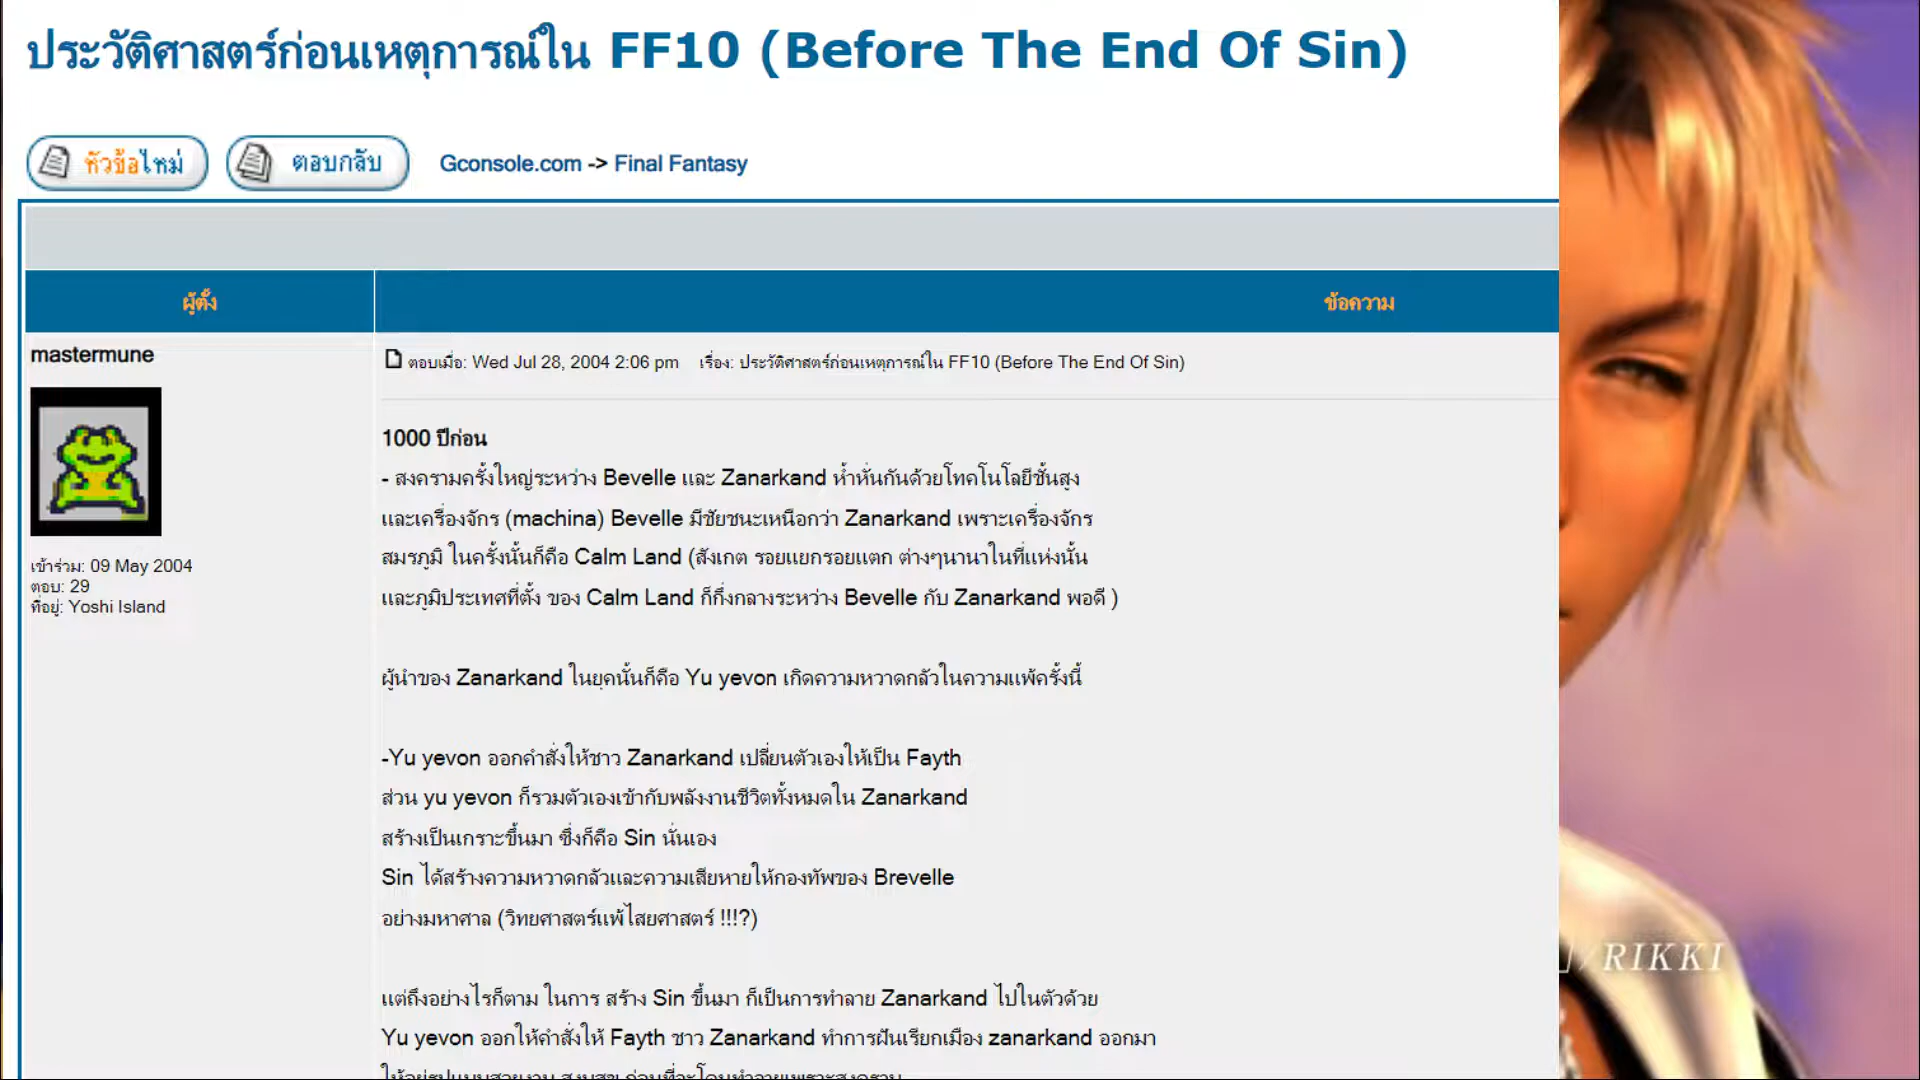 ประวัติศาสตร์ก่อนเหตุการณ์ใน FF10 (Before The End Of Sin)
หัวข้อใหม่ ตอบกลับ Gconsole.com -> Final Fantasy
ผู้ตั้ง ข้อความ
mastermune
ตอบเมื่อ: Wed Jul 28, 2004 2:06 pm เรื่อง: ประวัติศาสตร์ก่อนเหตุการณ์ใน FF10 (Before The End Of Sin)
เข้าร่วม: 09 May 2004
ตอบ: 29
ที่อยู่: Yoshi Island
1000 ปีก่อน
- สงครามครั้งใหญ่ระหว่าง Bevelle และ Zanarkand ห้ำหั่นกันด้วยโทคโนโลยีชั้นสูง
และเครื่องจักร (machina) Bevelle มีชัยชนะเหนือกว่า Zanarkand เพราะเครื่องจักร
สมรภูมิ ในครั้งนั้นก็คือ Calm Land (สังเกต รอยแยกรอยแตก ต่างๆนานาในที่แห่งนั้น
และภูมิประเทศที่ตั้ง ของ Calm Land ก็กึ่งกลางระหว่าง Bevelle กับ Zanarkand พอดี )
ผู้นำของ Zanarkand ในยุคนั้นก็คือ Yu yevon เกิดความหวาดกลัวในความแพ้ครั้งนี้
-Yu yevon ออกคำสั่งให้ชาว Zanarkand เปลี่ยนตัวเองให้เป็น Fayth
ส่วน yu yevon ก็รวมตัวเองเข้ากับพลังงานชีวิตทั้งหมดใน Zanarkand
สร้างเป็นเกราะขึ้นมา ซึ่งก็คือ Sin นั่นเอง
Sin ได้สร้างความหวาดกลัวและความเสียหายให้กองทัพของ Brevelle
อย่างมหาศาล (วิทยศาสตร์แพ้ไสยศาสตร์ !!!?)
แต่ถึงอย่างไรก็ตาม ในการ สร้าง Sin ขึ้นมา ก็เป็นการทำลาย Zanarkand ไปในตัวด้วย
Yu yevon ออกให้คำสั่งให้ Fayth ชาว Zanarkand ทำการฝันเรียกเมือง zanarkand ออกมา
/RIKKI